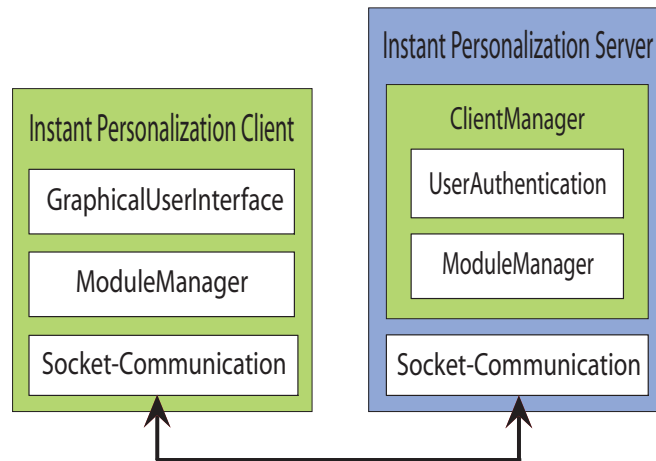 Instant Personalization Client
GraphicalUserInterface
ModuleManager
Socket-Communication
Instant Personalization Server
ClientManager
UserAuthentication
ModuleManager
Socket-Communication